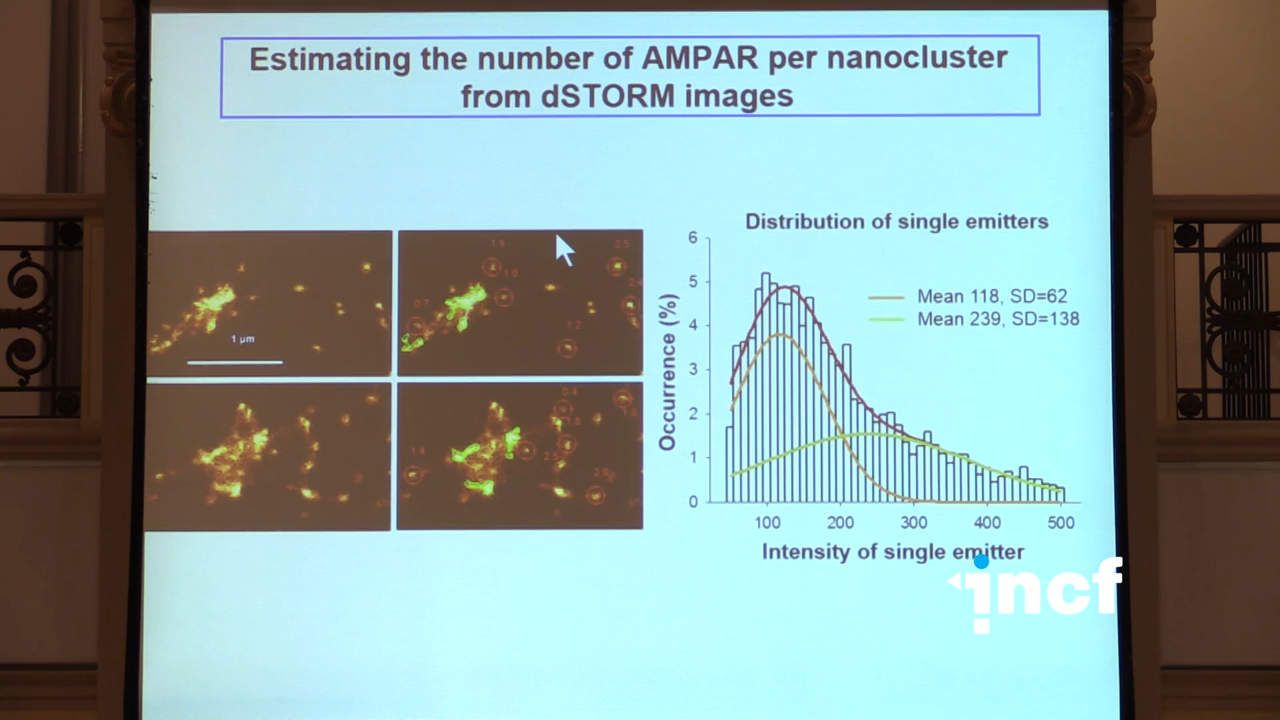 Estimating the number of AMPAR per nanocluster
from dSTORM images
1 µm
Distribution of single emitters
Mean 118, SD=62
Mean 239, SD=138
Occurrence (%)
6
5
4
3
2
1
0
100 200 300 400 500
Intensity of single emitter
incf